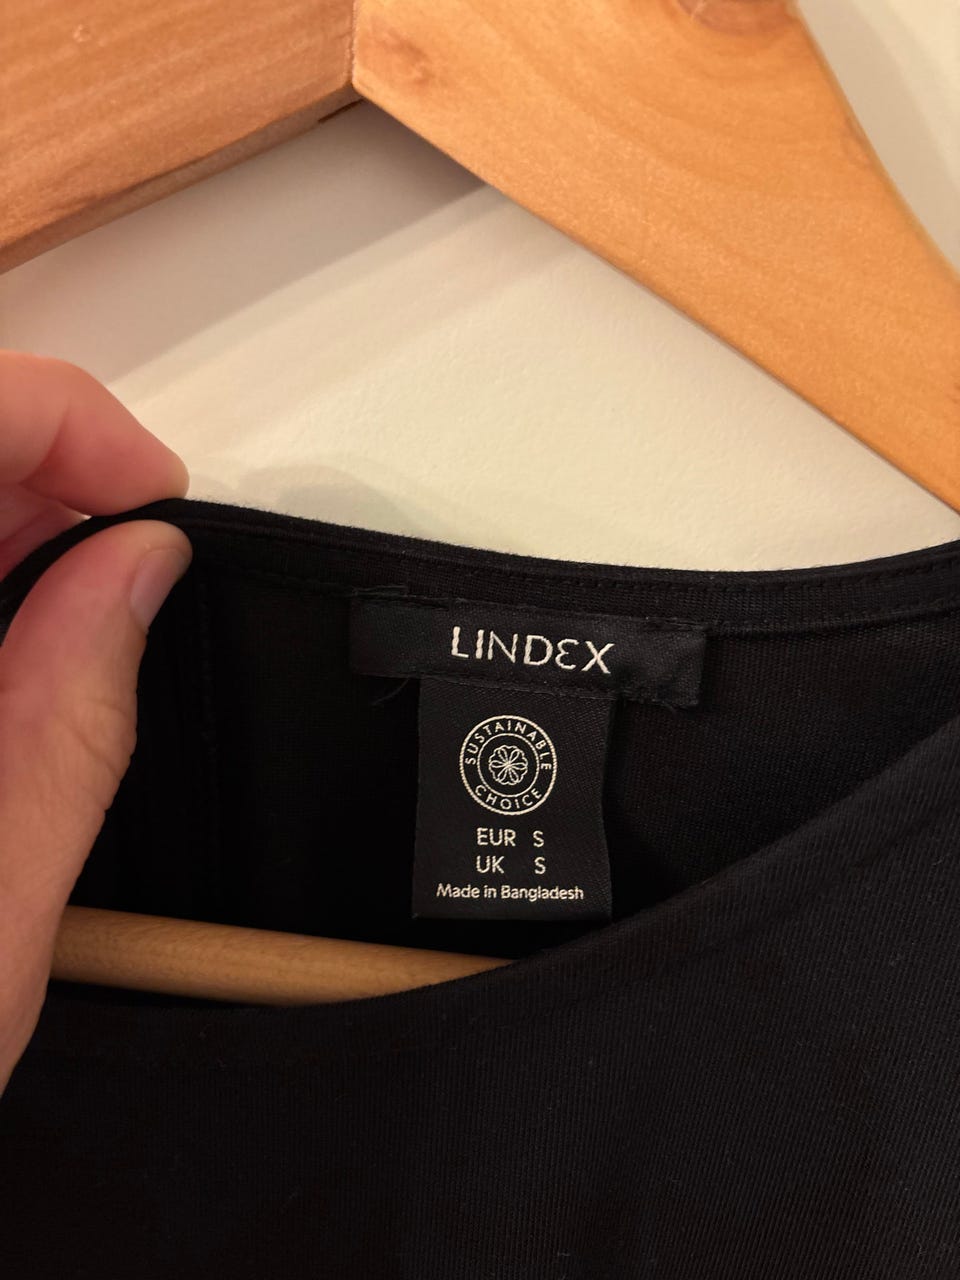 LINDEX
SUSTAINABLE
CHOICE
EUR S
UK S
Made in Bangladesh